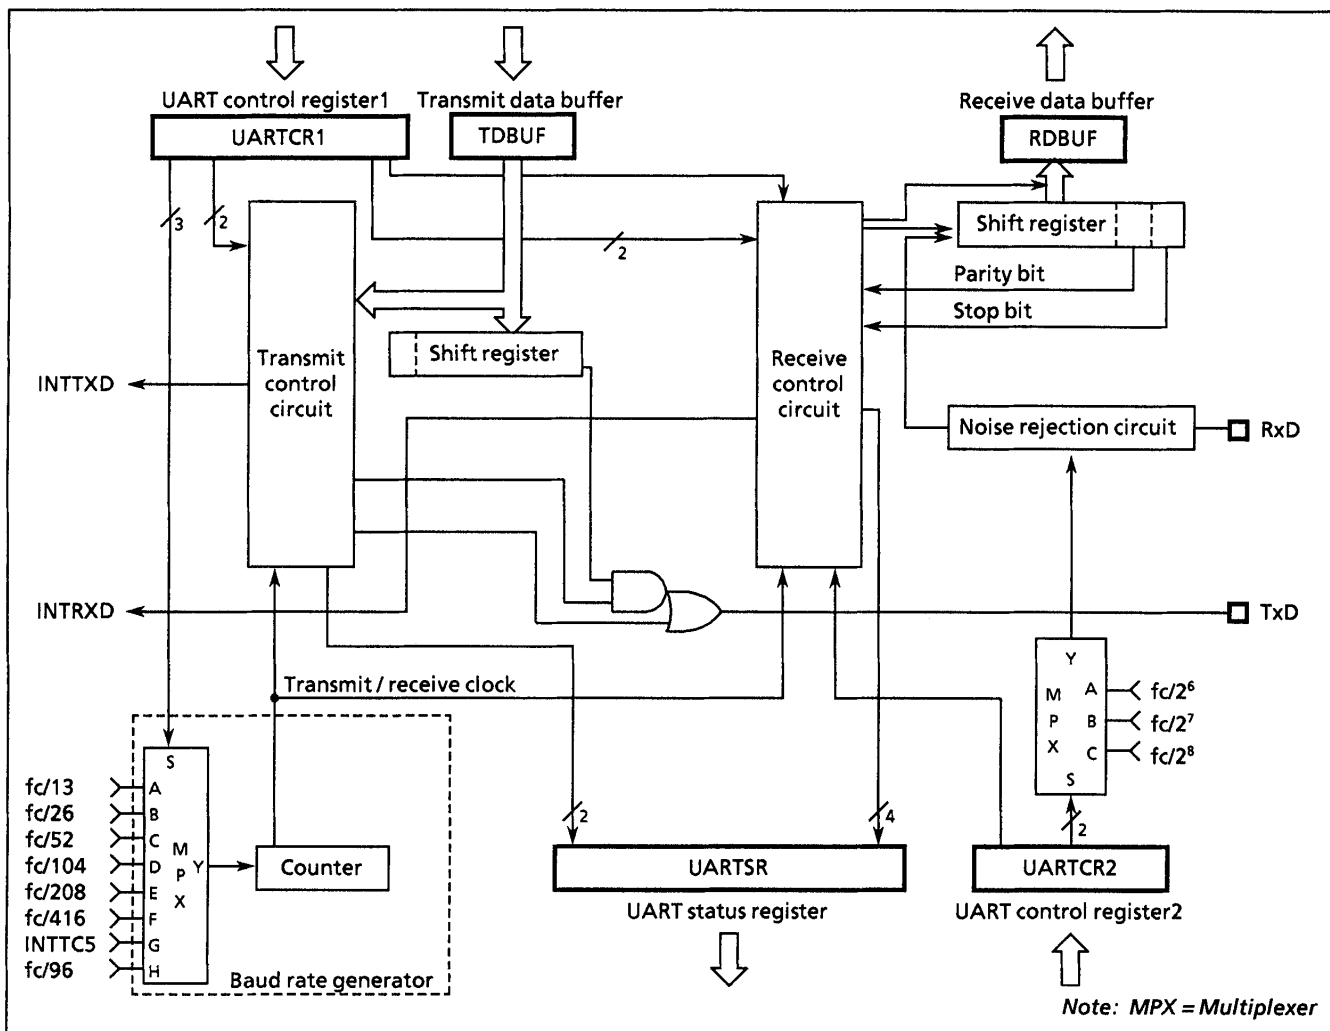 UART control register1
Transmit data buffer
Receive data buffer
UARTCR1
TDBUF
RDBUF
3
2
2
Shift register
Parity bit
Stop bit
Shift register
Transmit
control
circuit
Receive
control
circuit
INTTXD
Noise rejection circuit
RxD
INTRXD
TxD
Transmit / receive clock
Y
M
P
X
A
B
C
S
fc/2⁶
fc/2⁷
fc/2⁸
S
fc/13
A
fc/26
B
fc/52
C
fc/104
D
fc/208
E
fc/416
F
INTTC5
G
fc/96
H
M
P
X
Y
Counter
Baud rate generator
2
4
2
UARTSR
UART status register
UARTCR2
UART control register2
Note: MPX = Multiplexer